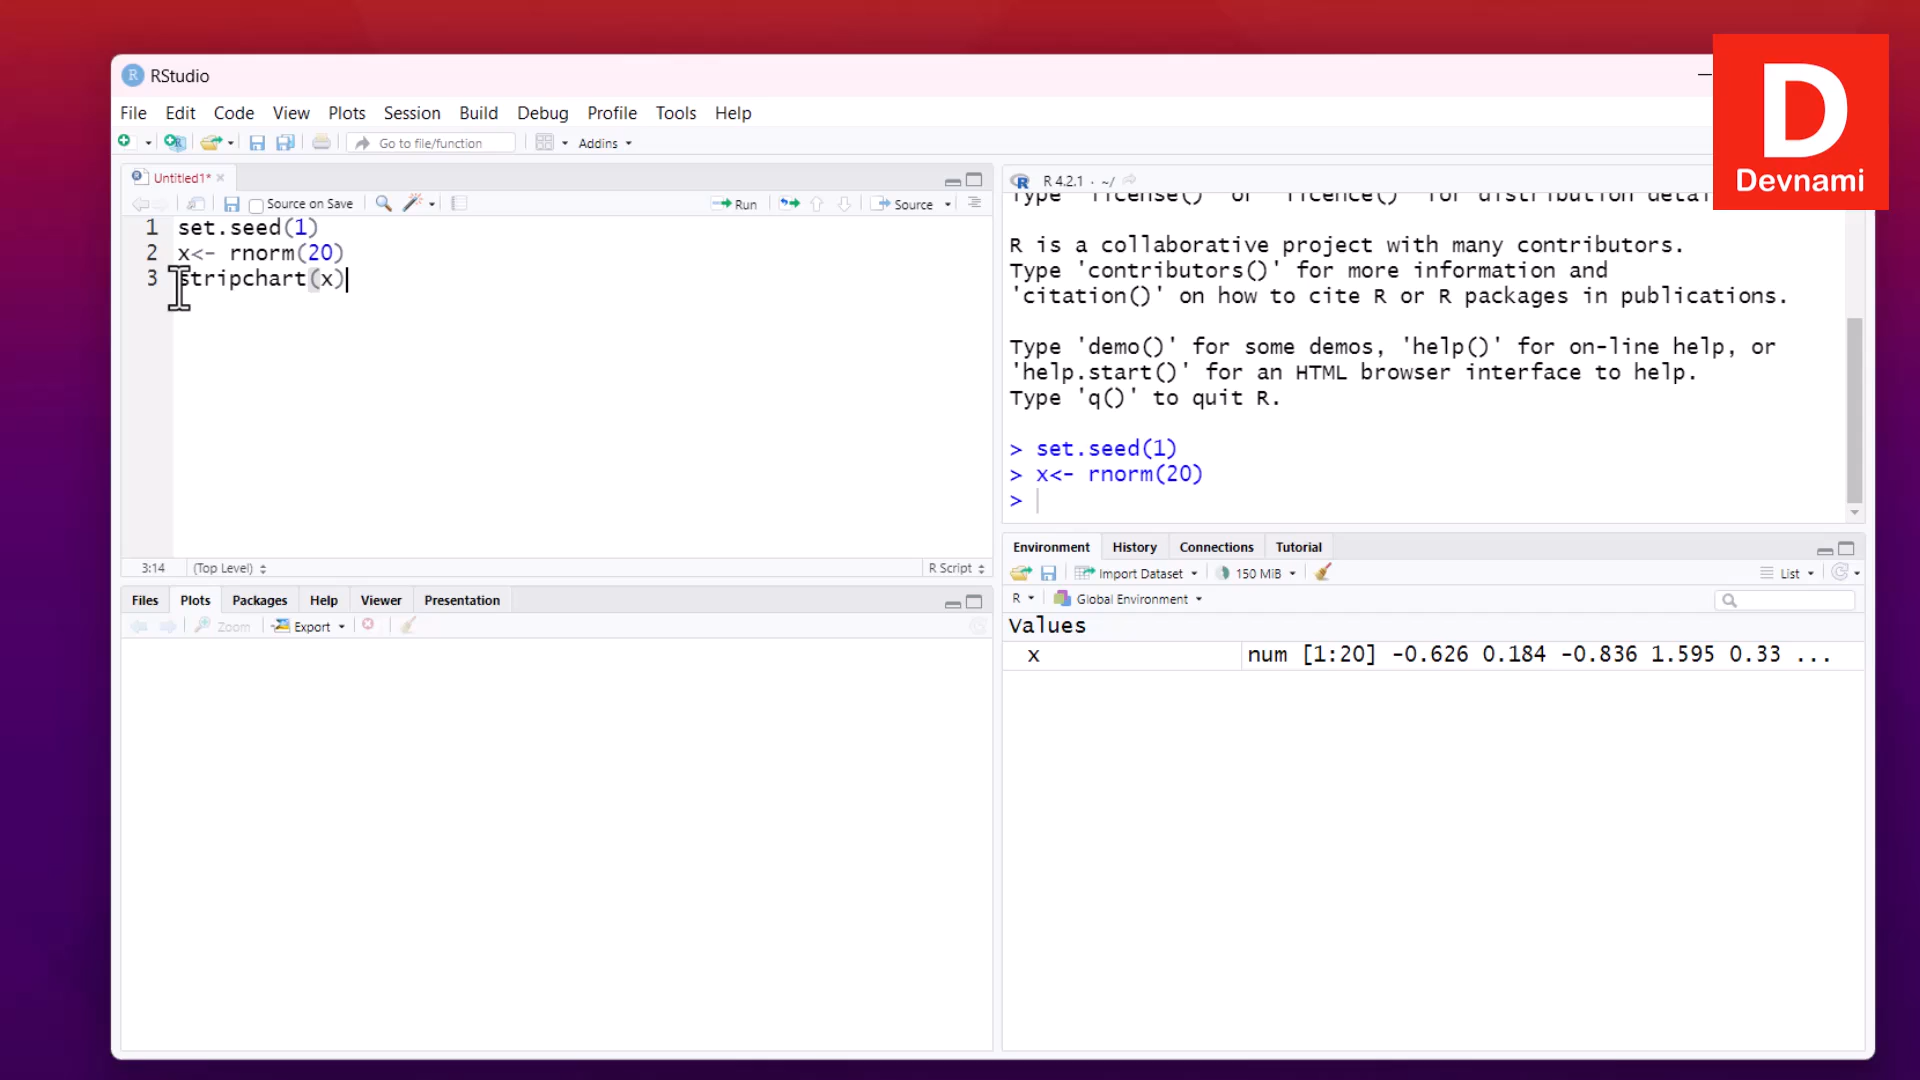 RStudio
File Edit Code View Plots Session Build Debug Profile Tools Help
Go to file/function Addins
Untitled1*
Source on Save Run Source
1 set.seed(1)
2 x<- rnorm(20)
3 stripchart(x)
3:14 (Top Level) R Script
Files Plots Packages Help Viewer Presentation
Zoom Export
R 4.2.1 · ~/
Type 'license()' or 'licence()' for distribution
R is a collaborative project with many contributors.
Type 'contributors()' for more information and
'citation()' on how to cite R or R packages in publications.
Type 'demo()' for some demos, 'help()' for on-line help, or
'help.start()' for an HTML browser interface to help.
Type 'q()' to quit R.
> set.seed(1)
> x<- rnorm(20)
>
Environment History Connections Tutorial
Import Dataset 150 MiB List
R Global Environment
Values
x num [1:20] -0.626 0.184 -0.836 1.595 0.33 ...
D
Devnami